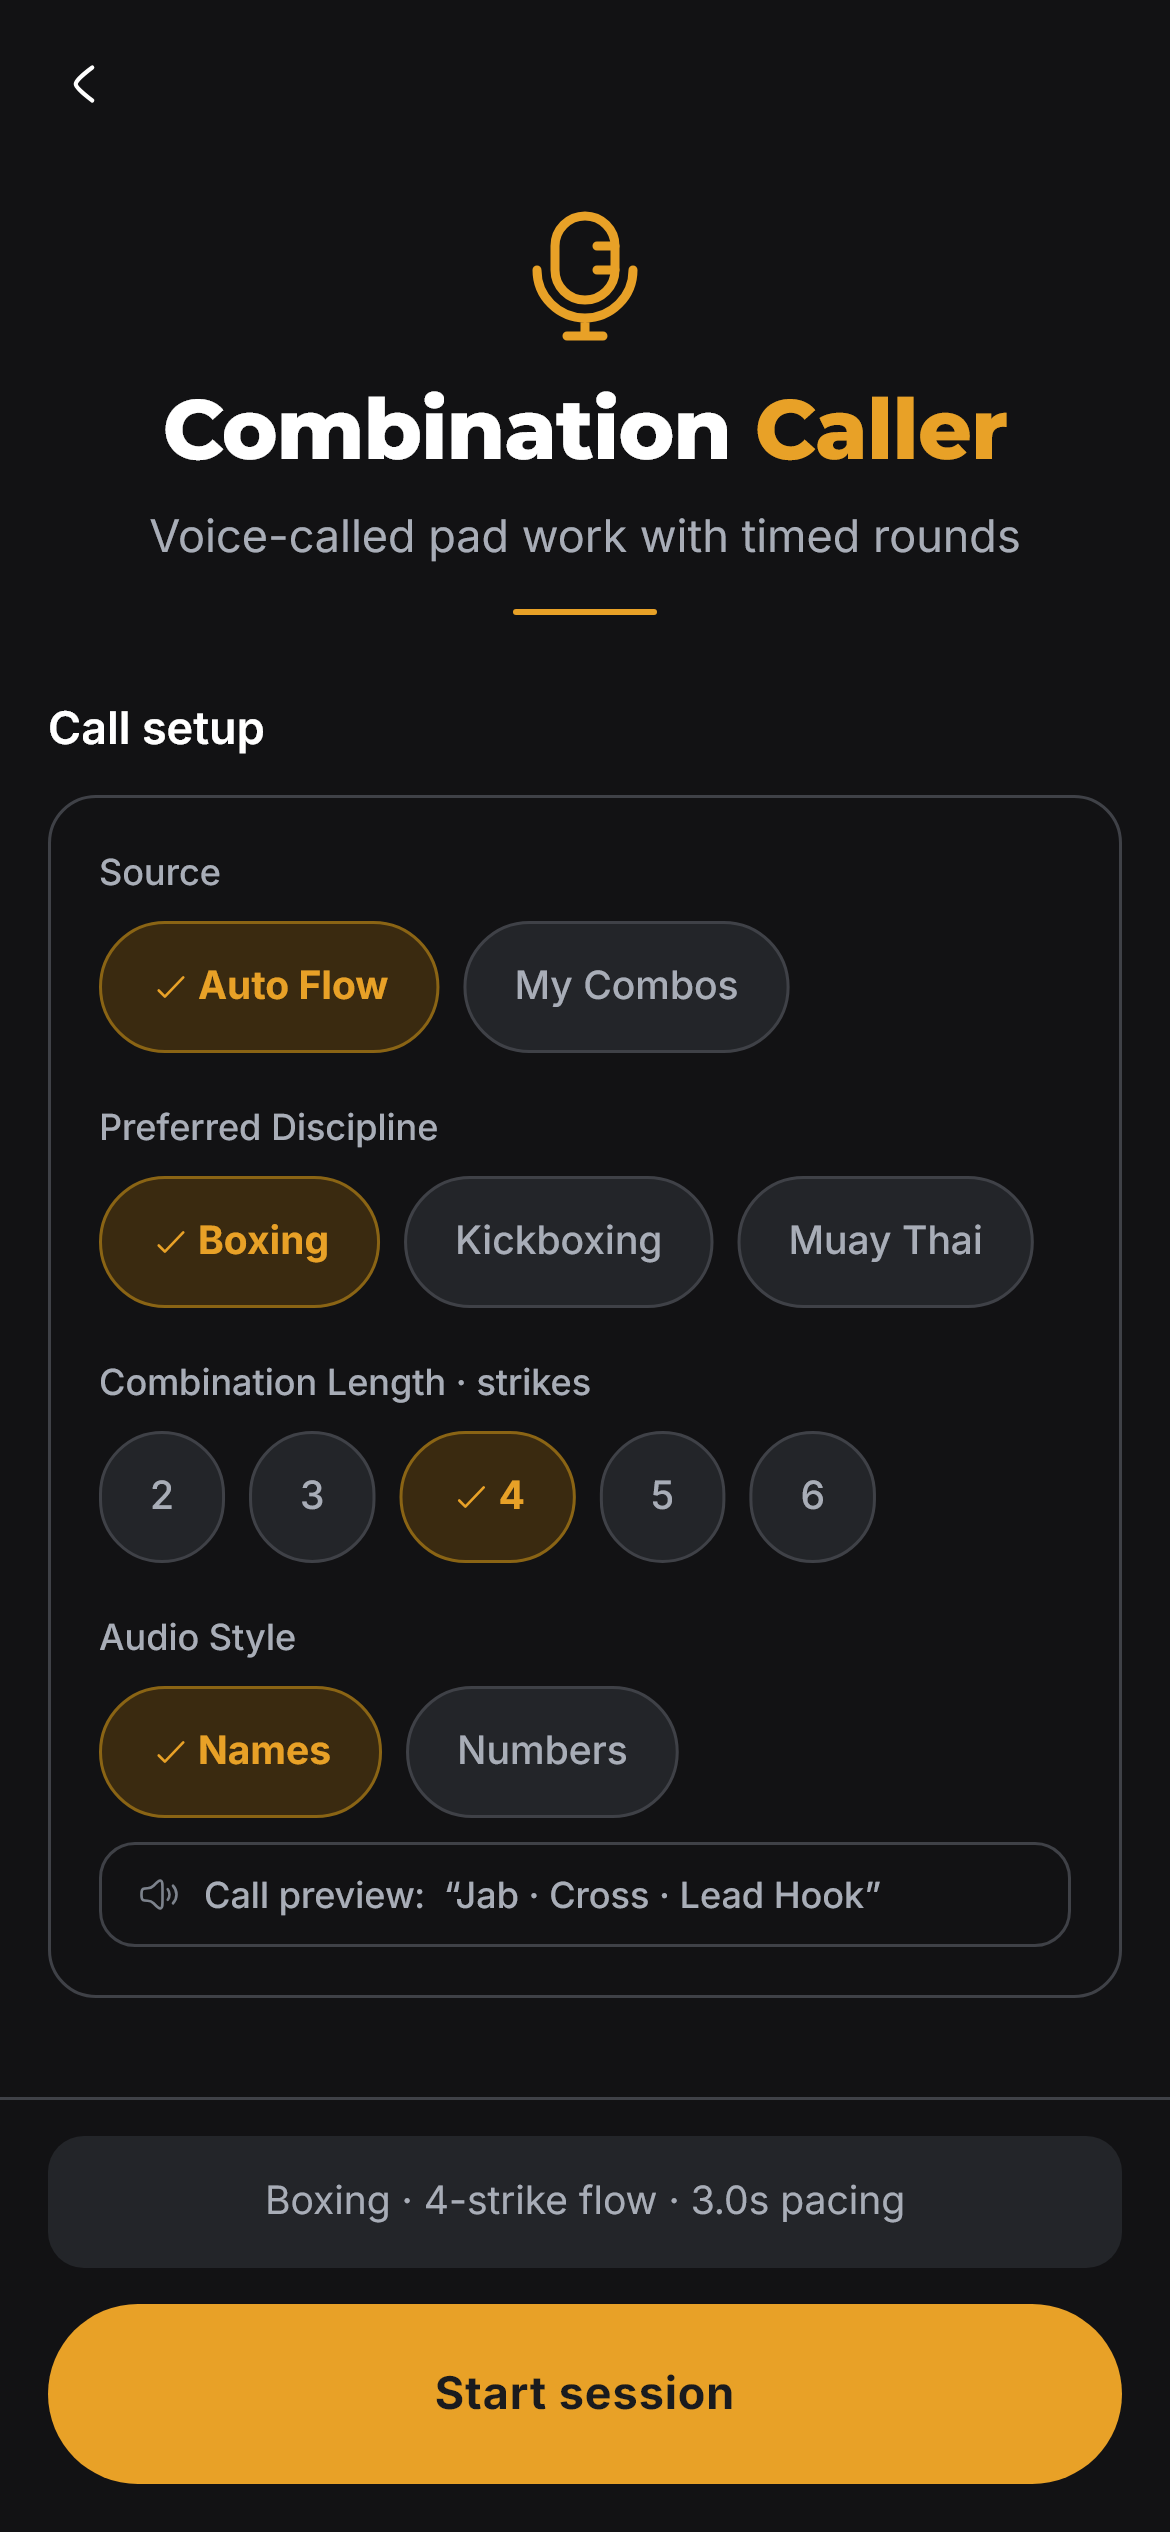 Combination Caller
Voice-called pad work with timed rounds
Call setup
Source
Auto Flow
My Combos
Preferred Discipline
Boxing
Kickboxing
Muay Thai
Combination Length · strikes
2
3
4
5
6
Audio Style
Names
Numbers
Call preview: “Jab · Cross · Lead Hook”
Boxing · 4-strike flow · 3.0s pacing
Start session